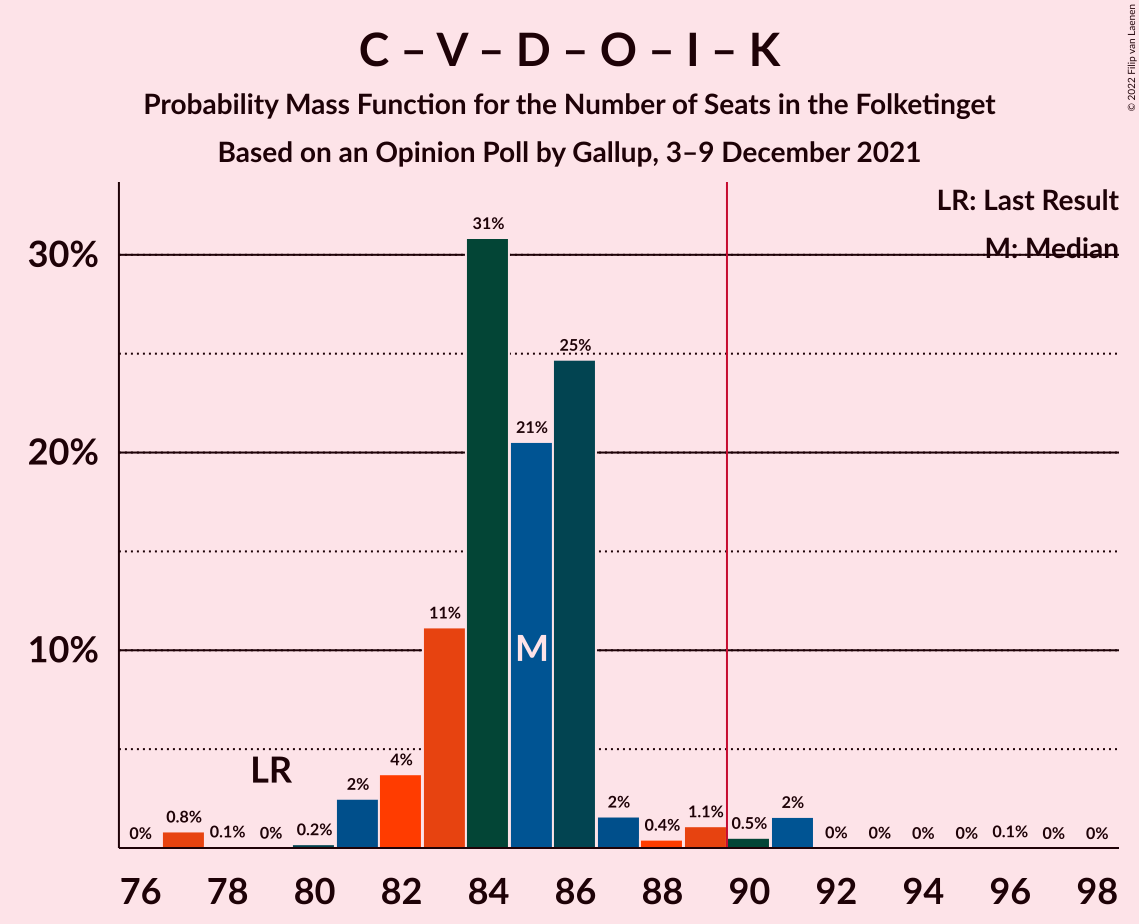 C – V – D – O – I – K
Probability Mass Function for the Number of Seats in the Folketinget
Based on an Opinion Poll by Gallup, 3–9 December 2021
© 2022 Filip van Laenen
LR: Last Result
M: Median
30%
20%
10%
0%
0.8%
0.1%
0%
0.2%
2%
4%
11%
31%
21%
25%
2%
0.4%
1.1%
0.5%
2%
0%
0%
0%
0%
0.1%
0%
0%
LR
M
76 78 80 82 84 86 88 90 92 94 96 98